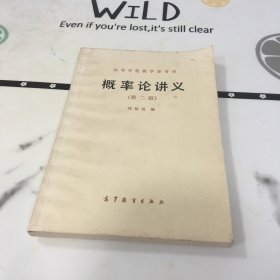 WiLD
Even if you're lost,it's still clear
高等学校教学参考书
概率论讲义
(第二版)
编
高等教育出版社